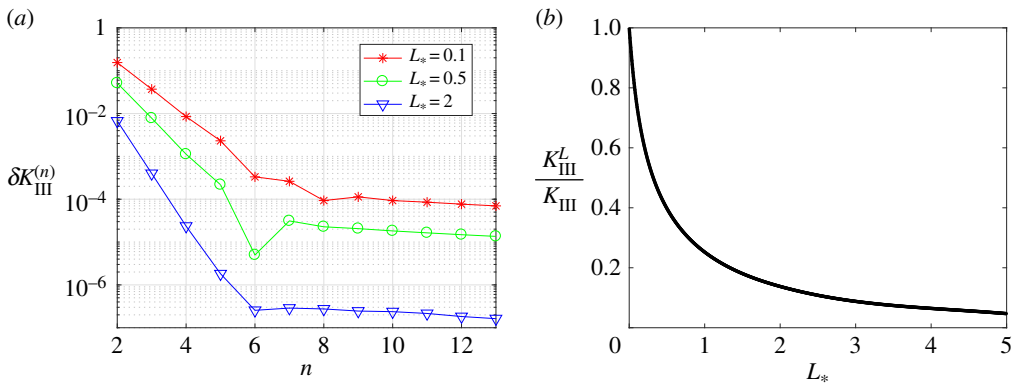 (a)
1
10⁻²
10⁻⁴
10⁻⁶
δK_III^(n)
L* = 0.1
L* = 0.5
L* = 2
2 4 6 8 10 12
n
(b)
1.0
0.8
0.6
0.4
0.2
K_III^L
K_III
0 1 2 3 4 5
L*